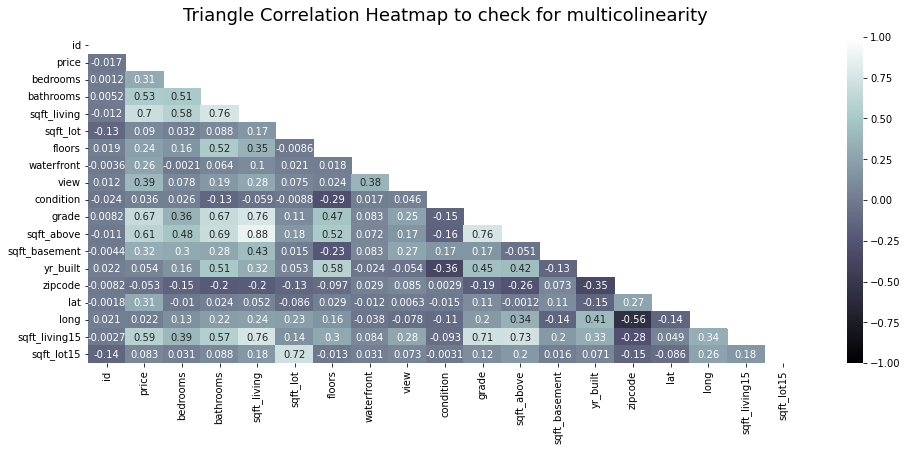 Triangle Correlation Heatmap to check for multicolinearity
id
price -0.017
bedrooms 0.0012 0.31
bathrooms 0.0052 0.53 0.51
sqft_living -0.012 0.7 0.58 0.76
sqft_lot -0.13 0.09 0.032 0.088 0.17
floors 0.019 0.24 0.16 0.52 0.35 -0.0086
waterfront -0.0036 0.26 -0.0021 0.064 0.1 0.021 0.018
view 0.012 0.39 0.078 0.19 0.28 0.075 0.024 0.38
condition -0.024 0.036 0.026 -0.13 -0.059 -0.0088 -0.29 0.017 0.046
grade 0.0082 0.67 0.36 0.67 0.76 0.11 0.47 0.083 0.25 -0.15
sqft_above -0.011 0.61 0.48 0.69 0.88 0.18 0.52 0.072 0.17 -0.16 0.76
sqft_basement -0.0044 0.32 0.3 0.28 0.43 0.015 -0.23 0.083 0.27 0.17 0.17 -0.051
yr_built 0.022 0.054 0.16 0.51 0.32 0.053 0.58 -0.024 -0.054 -0.36 0.45 0.42 -0.13
zipcode -0.0082 -0.053 -0.15 -0.2 -0.2 -0.13 -0.097 0.029 0.085 0.0029 -0.19 -0.26 0.073 -0.35
lat -0.0018 0.31 -0.01 0.024 0.052 -0.086 0.029 -0.012 0.0063 -0.015 0.11 -0.0012 0.11 -0.15 0.27
long 0.021 0.022 0.13 0.22 0.24 0.23 0.16 -0.038 -0.078 -0.11 0.2 0.34 -0.14 0.41 -0.56 -0.14
sqft_living15 -0.0027 0.59 0.39 0.57 0.76 0.14 0.3 0.084 0.28 -0.093 0.71 0.73 0.2 0.33 -0.28 0.049 0.34
sqft_lot15 -0.14 0.083 0.031 0.088 0.18 0.72 -0.013 0.031 0.073 -0.0031 0.12 0.2 0.016 0.071 -0.15 -0.086 0.26 0.18
id price bedrooms bathrooms sqft_living sqft_lot floors waterfront view condition grade sqft_above sqft_basement yr_built zipcode lat long sqft_living15 sqft_lot15
1.00
0.75
0.50
0.25
0.00
−0.25
−0.50
−0.75
−1.00